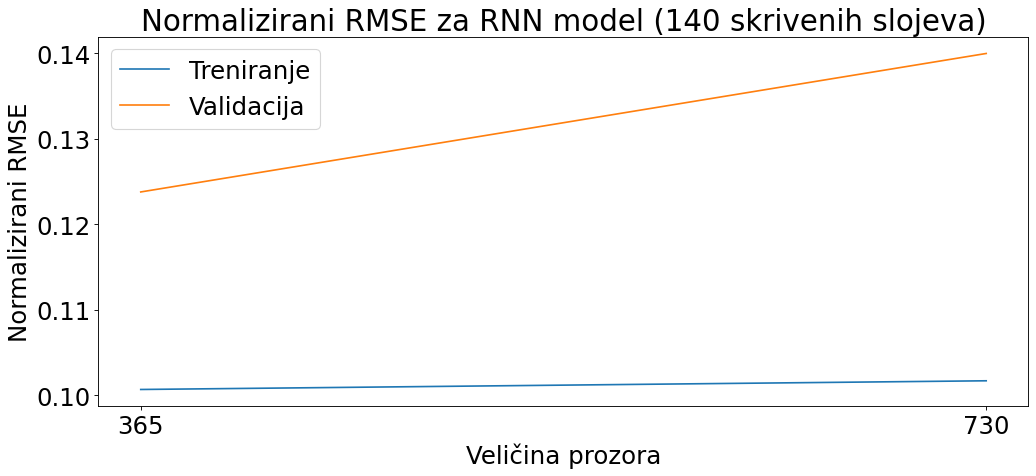 Normalizirani RMSE za RNN model (140 skrivenih slojeva)
Treniranje
Validacija
Normalizirani RMSE
0.14
0.13
0.12
0.11
0.10
365
730
Veličina prozora